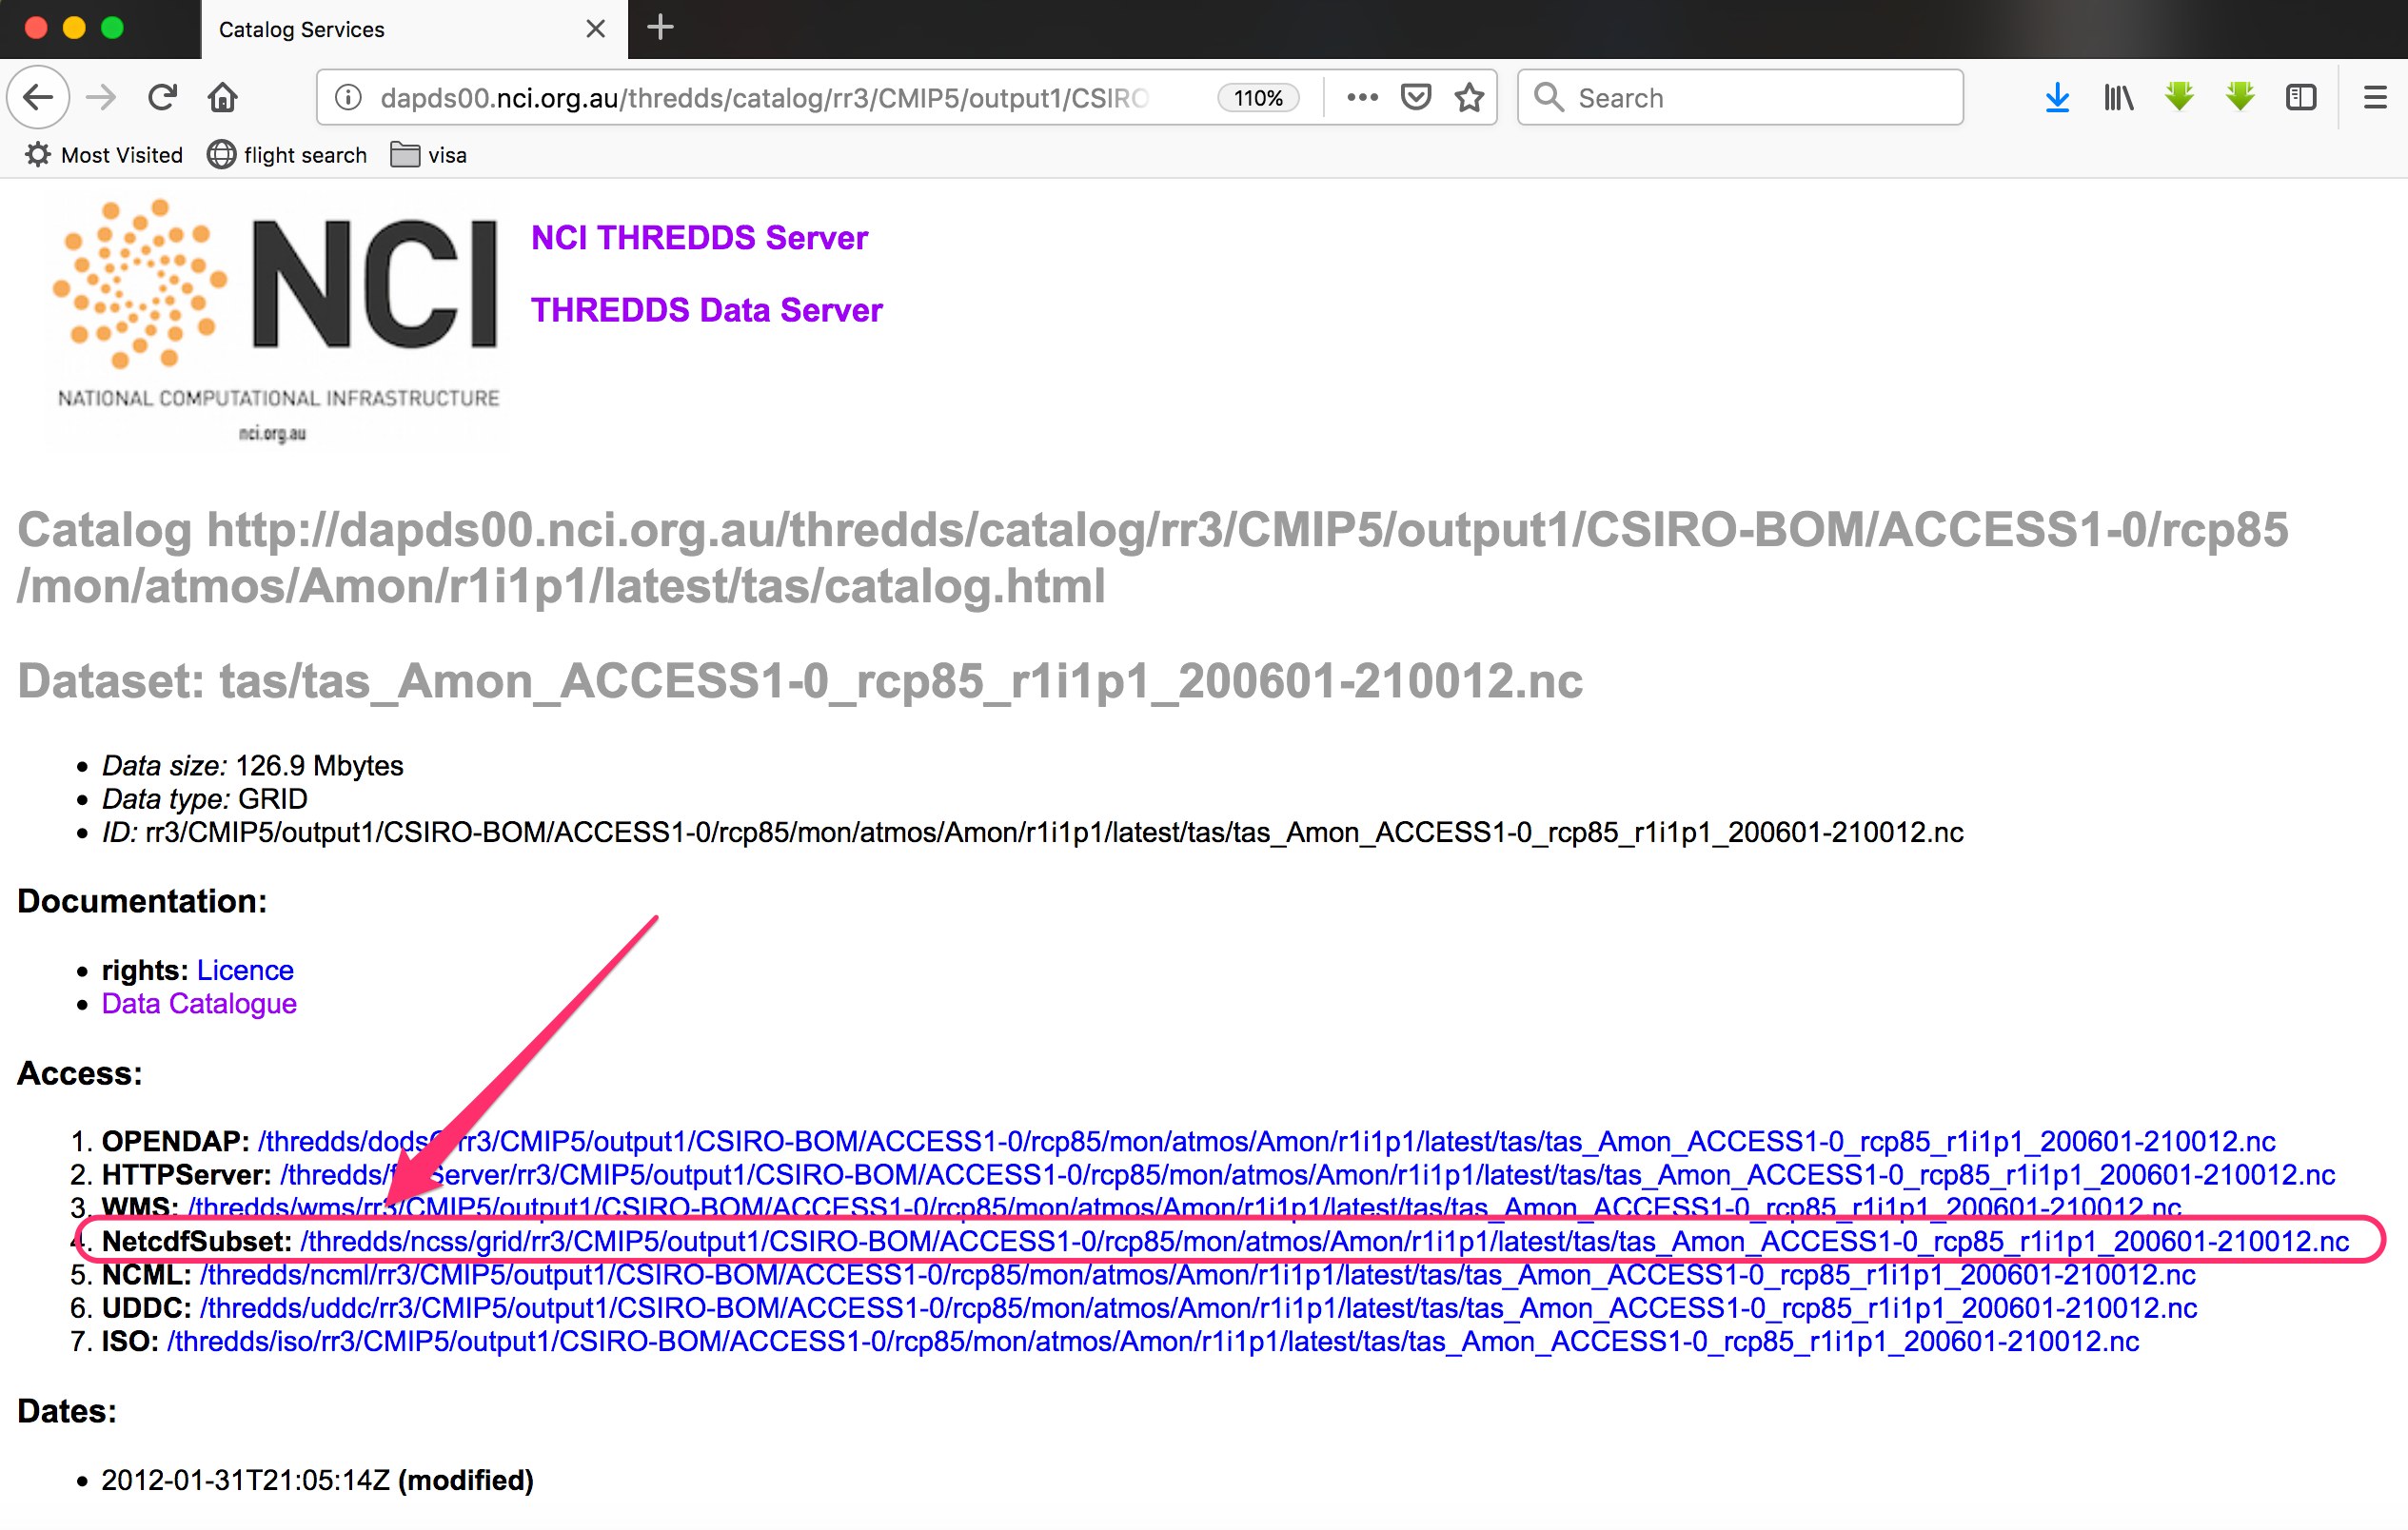 Catalog Services
dapds00.nci.org.au/thredds/catalog/rr3/CMIP5/output1/CSIRO
110%
Search
Most Visited
flight search
visa
NCI
NATIONAL COMPUTATIONAL INFRASTRUCTURE
nci.org.au
NCI THREDDS Server
THREDDS Data Server
Catalog http://dapds00.nci.org.au/thredds/catalog/rr3/CMIP5/output1/CSIRO-BOM/ACCESS1-0/rcp85
/mon/atmos/Amon/r1i1p1/latest/tas/catalog.html
Dataset: tas/tas_Amon_ACCESS1-0_rcp85_r1i1p1_200601-210012.nc
• Data size: 126.9 Mbytes
• Data type: GRID
• ID: rr3/CMIP5/output1/CSIRO-BOM/ACCESS1-0/rcp85/mon/atmos/Amon/r1i1p1/latest/tas/tas_Amon_ACCESS1-0_rcp85_r1i1p1_200601-210012.nc
Documentation:
• rights: Licence
• Data Catalogue
Access:
1. OPENDAP: /thredds/dodsC/rr3/CMIP5/output1/CSIRO-BOM/ACCESS1-0/rcp85/mon/atmos/Amon/r1i1p1/latest/tas/tas_Amon_ACCESS1-0_rcp85_r1i1p1_200601-210012.nc
2. HTTPServer: /thredds/fileServer/rr3/CMIP5/output1/CSIRO-BOM/ACCESS1-0/rcp85/mon/atmos/Amon/r1i1p1/latest/tas/tas_Amon_ACCESS1-0_rcp85_r1i1p1_200601-210012.nc
3. WMS: /thredds/wms/rr3/CMIP5/output1/CSIRO-BOM/ACCESS1-0/rcp85/mon/atmos/Amon/r1i1p1/latest/tas/tas_Amon_ACCESS1-0_rcp85_r1i1p1_200601-210012.nc
4. NetcdfSubset: /thredds/ncss/grid/rr3/CMIP5/output1/CSIRO-BOM/ACCESS1-0/rcp85/mon/atmos/Amon/r1i1p1/latest/tas/tas_Amon_ACCESS1-0_rcp85_r1i1p1_200601-210012.nc
5. NCML: /thredds/ncml/rr3/CMIP5/output1/CSIRO-BOM/ACCESS1-0/rcp85/mon/atmos/Amon/r1i1p1/latest/tas/tas_Amon_ACCESS1-0_rcp85_r1i1p1_200601-210012.nc
6. UDDC: /thredds/uddc/rr3/CMIP5/output1/CSIRO-BOM/ACCESS1-0/rcp85/mon/atmos/Amon/r1i1p1/latest/tas/tas_Amon_ACCESS1-0_rcp85_r1i1p1_200601-210012.nc
7. ISO: /thredds/iso/rr3/CMIP5/output1/CSIRO-BOM/ACCESS1-0/rcp85/mon/atmos/Amon/r1i1p1/latest/tas/tas_Amon_ACCESS1-0_rcp85_r1i1p1_200601-210012.nc
Dates:
• 2012-01-31T21:05:14Z (modified)